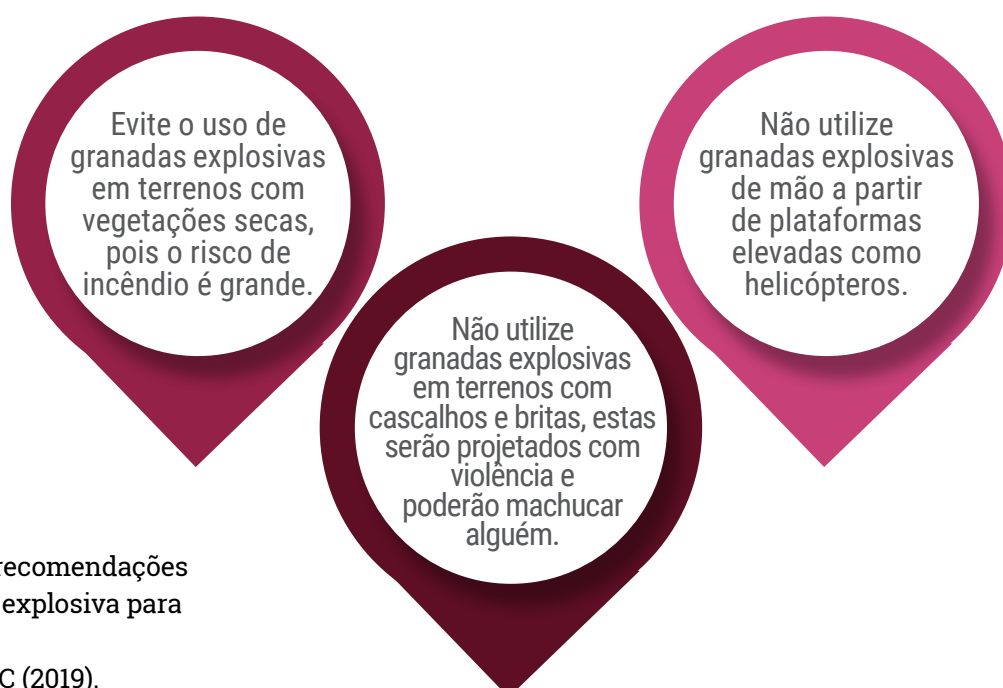 Evite o uso de
granadas explosivas
em terrenos com
vegetações secas,
pois o risco de
incêndio é grande.
Não utilize
granadas explosivas
em terrenos com
cascalhos e britas, estas
serão projetados com
violência e
poderão machucar
alguém.
Não utilize
granadas explosivas
de mão a partir
de plataformas
elevadas como
helicópteros.
recomendações
explosiva para
C (2019).